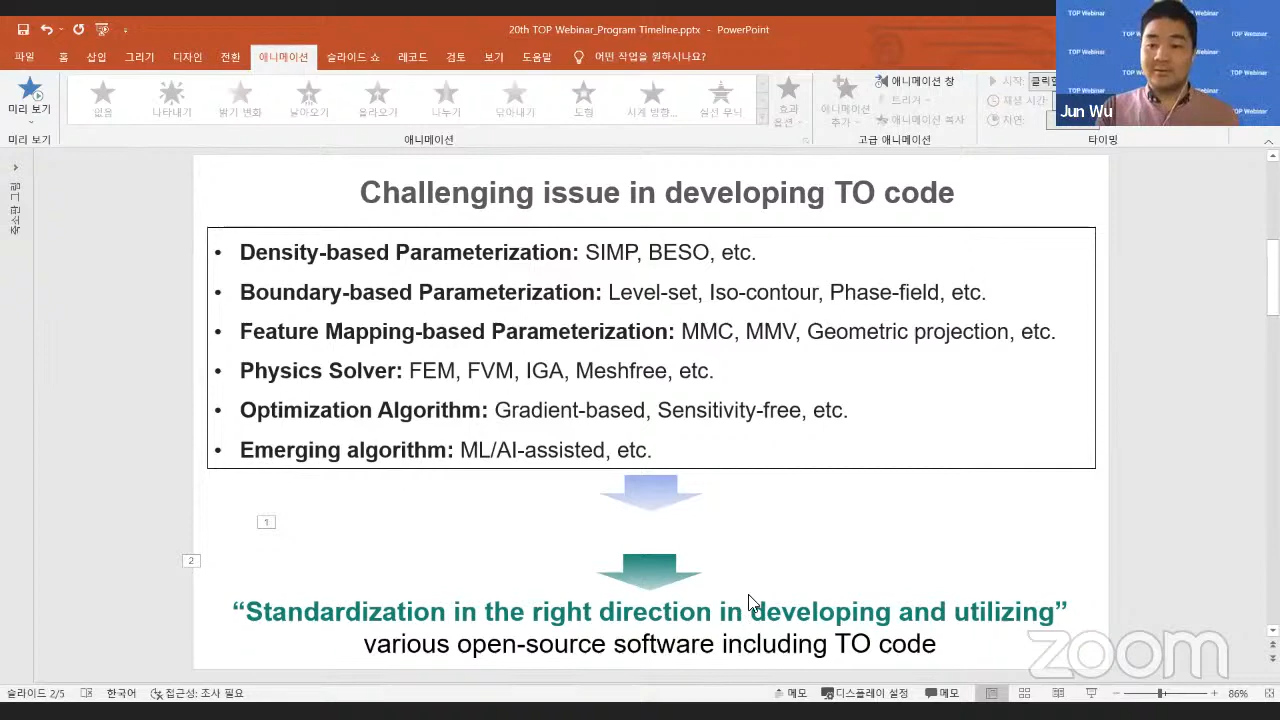 20th TOP Webinar_Program Timeline.pptx - PowerPoint
파일 홈 삽입 그리기 디자인 전환 애니메이션 슬라이드 쇼 레코드 검토 보기 도움말 어떤 작업을 원하시나요?
미리 보기
없음 나타내기 밝기 변화 날아오기 올라오기 나누기 모아내기 도형 시계 방향... 실선 무늬
효과 옵션
애니메이션 추가
애니메이션 창
트리거
애니메이션 복사
시작:
재생 시간
지연:
미리 보기 애니메이션 고급 애니메이션 타이밍
TOP Webinar
Jun Wu
축소판 그림
Challenging issue in developing TO code
• Density-based Parameterization: SIMP, BESO, etc.
• Boundary-based Parameterization: Level-set, Iso-contour, Phase-field, etc.
• Feature Mapping-based Parameterization: MMC, MMV, Geometric projection, etc.
• Physics Solver: FEM, FVM, IGA, Meshfree, etc.
• Optimization Algorithm: Gradient-based, Sensitivity-free, etc.
• Emerging algorithm: ML/AI-assisted, etc.
1
2
“Standardization in the right direction in developing and utilizing”
various open-source software including TO code
zoom
슬라이드 2/5 한국어 접근성: 조사 필요 메모 디스플레이 설정 메모 86%